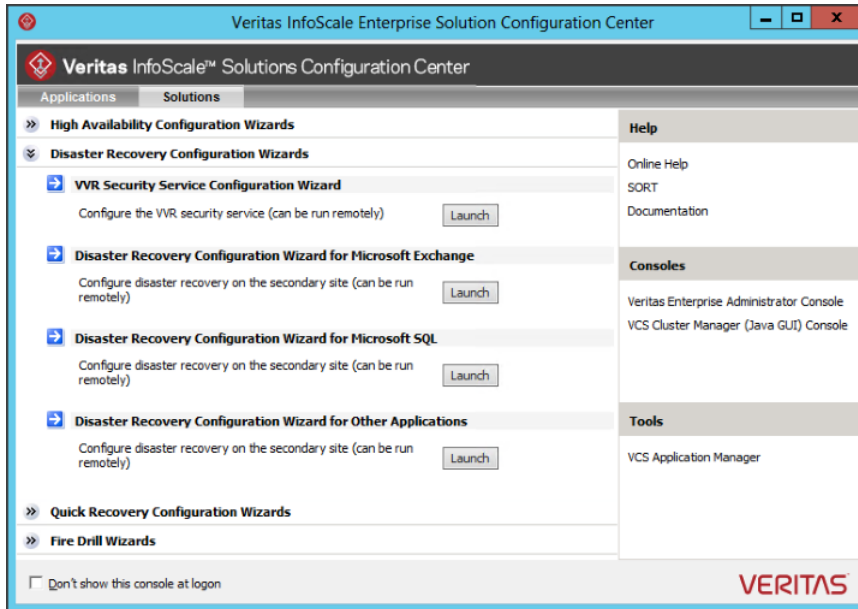 Veritas InfoScale Enterprise Solution Configuration Center
Veritas InfoScale™ Solutions Configuration Center
Applications
Solutions
High Availability Configuration Wizards
Disaster Recovery Configuration Wizards
VVR Security Service Configuration Wizard
Configure the VVR security service (can be run remotely)
Launch
Disaster Recovery Configuration Wizard for Microsoft Exchange
Configure disaster recovery on the secondary site (can be run
remotely)
Launch
Disaster Recovery Configuration Wizard for Microsoft SQL
Configure disaster recovery on the secondary site (can be run
remotely)
Launch
Disaster Recovery Configuration Wizard for Other Applications
Configure disaster recovery on the secondary site (can be run
remotely)
Launch
Quick Recovery Configuration Wizards
Fire Drill Wizards
Help
Online Help
SORT
Documentation
Consoles
Veritas Enterprise Administrator Console
VCS Cluster Manager (Java GUI) Console
Tools
VCS Application Manager
Don't show this console at logon
VERITAS